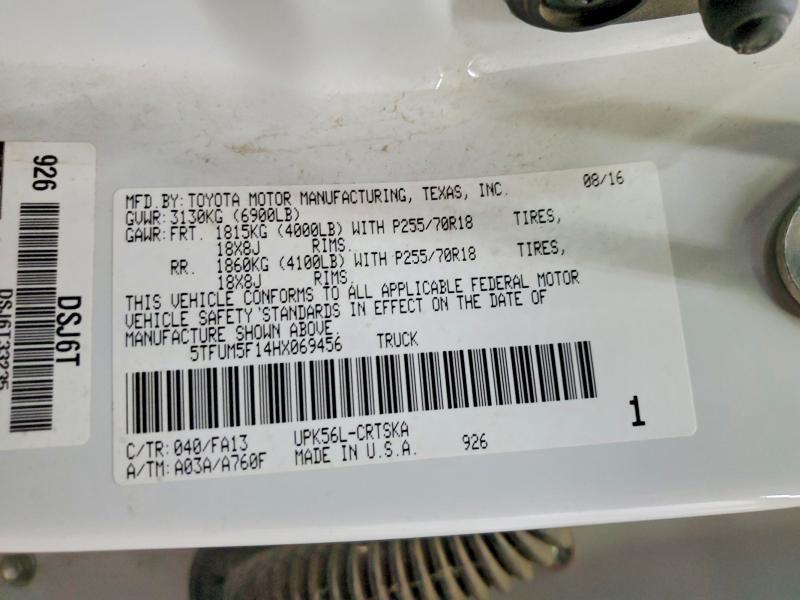 MFD.BY: TOYOTA MOTOR MANUFACTURING, TEXAS, INC. 08/16
GVWR: 3130KG (6900LB)
GAWR: FRT. 1815KG (4000LB) WITH P255/70R18 TIRES,
18X8J RIMS.
RR. 1860KG (4100LB) WITH P255/70R18 TIRES,
18X8J RIMS.
THIS VEHICLE CONFORMS TO ALL APPLICABLE FEDERAL MOTOR
VEHICLE SAFETY STANDARDS IN EFFECT ON THE DATE OF
MANUFACTURE SHOWN ABOVE.
5TFUM5F14HX069456 TRUCK
1
C/TR: 040/FA13 UPK56L-CRTSKA
A/TM: A03A/A760F MADE IN U.S.A. 926
926
DSJ6T
DSJ6T33235